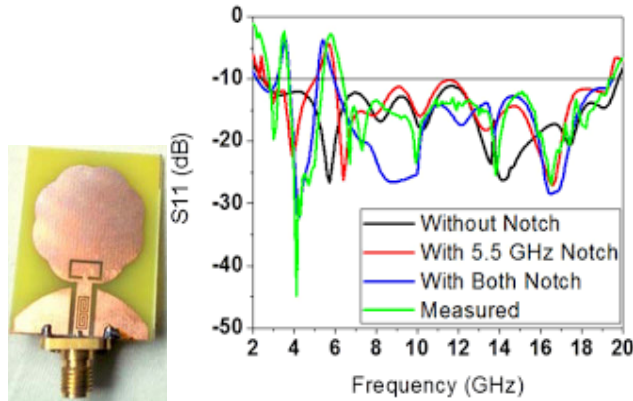 0
-10
-20
-30
-40
-50
S11 (dB)
Without Notch
With 5.5 GHz Notch
With Both Notch
Measured
2 4 6 8 10 12 14 16 18 20
Frequency (GHz)